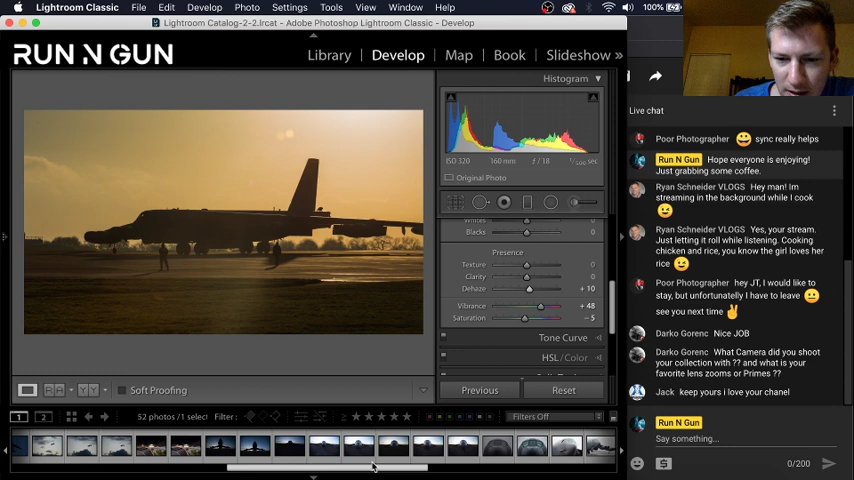 Lightroom Classic File Edit Develop Photo Settings Tools View Window Help 100%
Lightroom Catalog-2-2.lrcat - Adobe Photoshop Lightroom Classic - Develop
RUN N GUN
Library | Develop | Map | Book | Slideshow »
Histogram
ISO 320 360 mm f / 18
Original Photo
Whites 0
Blacks 0
Presence
Texture 0
Clarity 0
Dehaze + 10
Vibrance + 48
Saturation − 5
Tone Curve
HSL / Color
Previous Reset
Soft Proofing
1 2 52 photos / 1 select Filter : Filters Off
Live chat
Poor Photographer 😀 sync really helps
Run N Gun Hope everyone is enjoying!
Just grabbing some coffee.
Ryan Schneider VLOGS Hey man! Im
streaming in the background while I cook
😉
Ryan Schneider VLOGS Yes, your stream.
Just letting it roll while listening. Cooking
chicken and rice, you know the girl loves her
rice 😉
Poor Photographer hey JT, I would like to
stay, but unfortunatelly I have to leave 😐
see you next time ✌
Darko Gorenc Nice JOB
Darko Gorenc What Camera did you shoot
your collection with ?? and what is your
favorite lens zooms or Primes ??
Jack keep yours i love your chanel
Run N Gun
Say something...
0/200